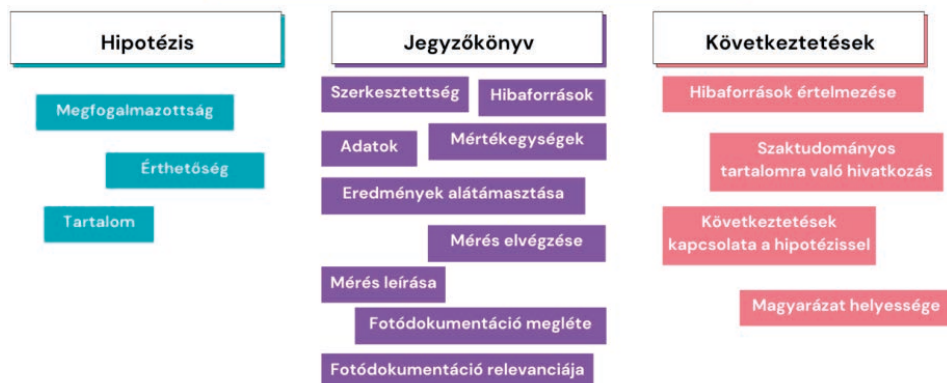 Hipotézis
Megfogalmazottság
Érthetőség
Tartalom
Jegyzőkönyv
Szerkesztettség
Hibaforrások
Adatok
Mértékegységek
Eredmények alátámasztása
Mérés elvégzése
Mérés leírása
Fotódokumentáció megléte
Fotódokumentáció relevanciája
Következtetések
Hibaforrások értelmezése
Szaktudományos
tartalomra való hivatkozás
Következtetések
kapcsolata a hipotézissel
Magyarázat helyessége